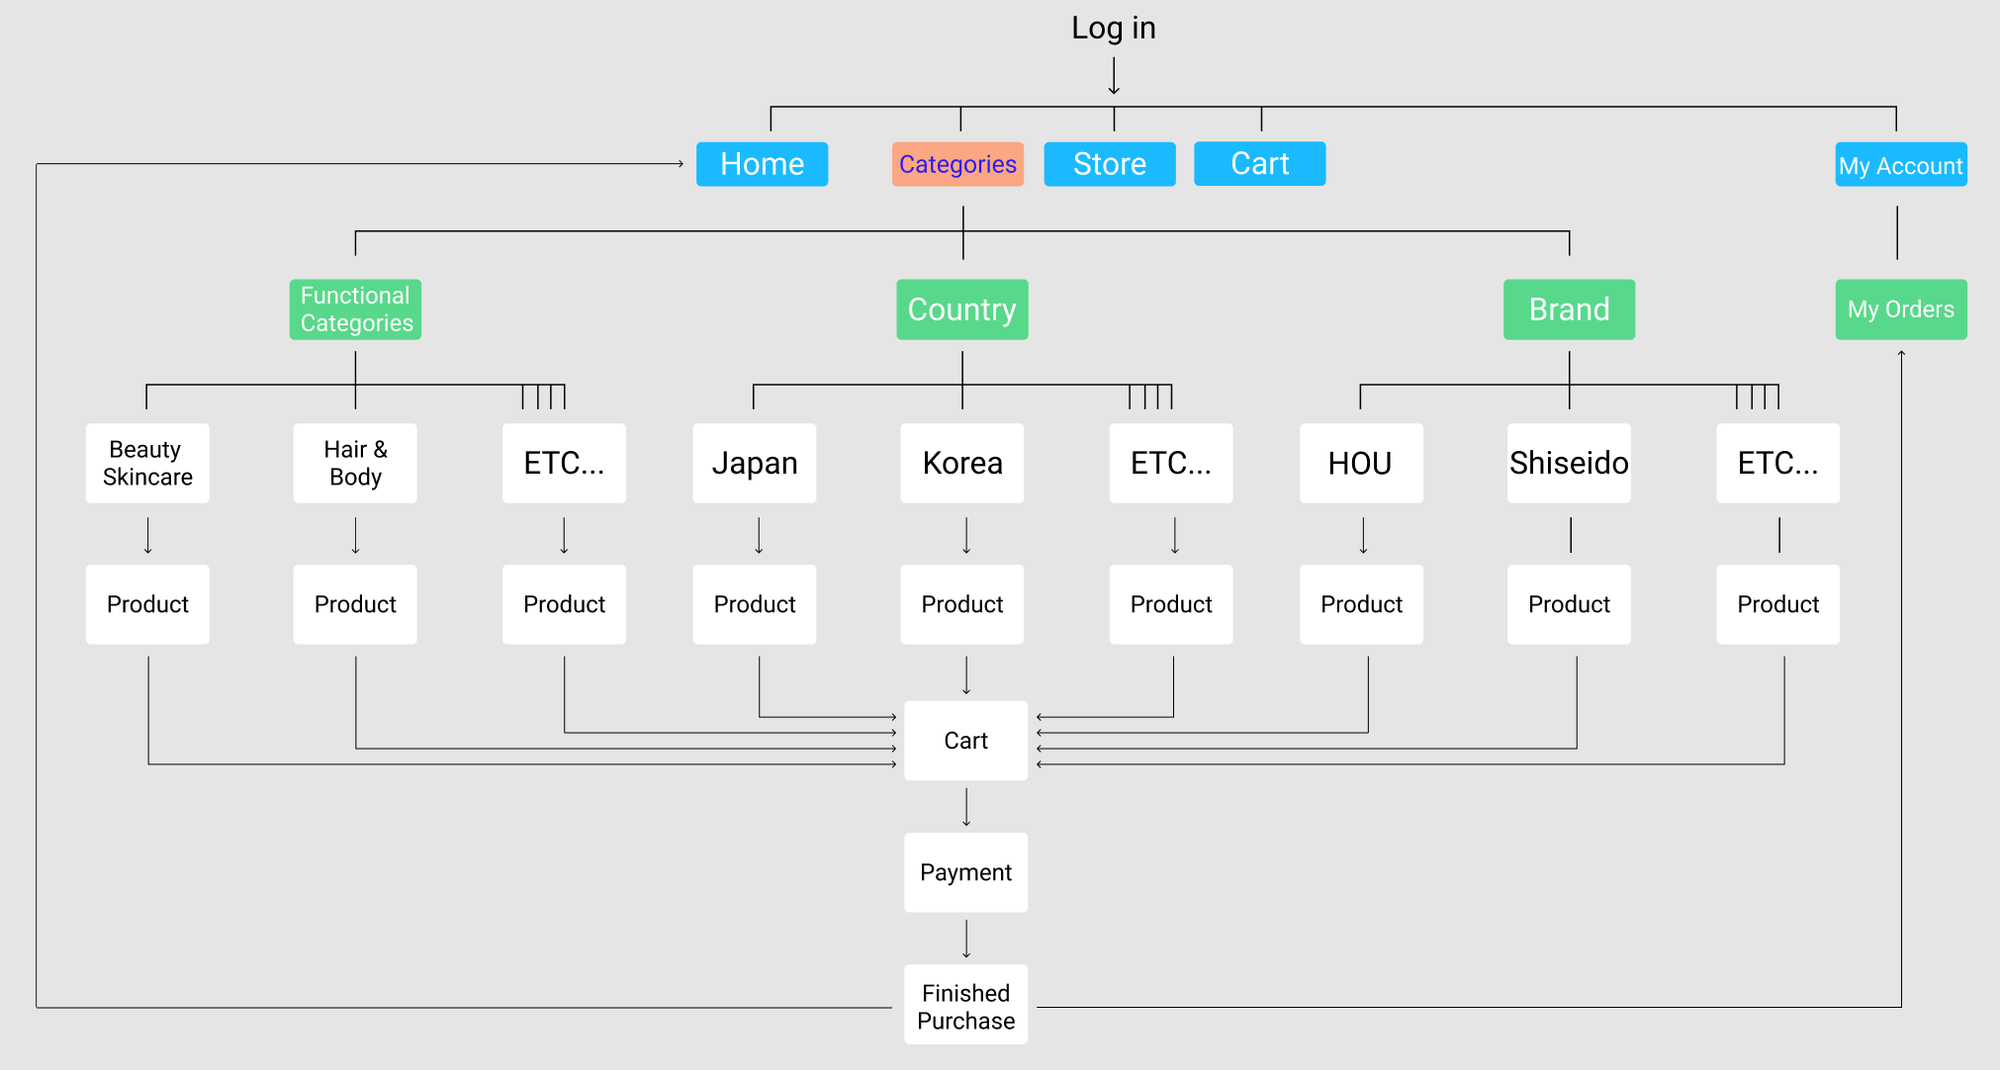 Log in
Home
Categories
Store
Cart
My Account
Functional
Categories
Country
Brand
My Orders
Beauty
Skincare
Hair &
Body
ETC...
Japan
Korea
ETC...
HOU
Shiseido
ETC...
Product
Product
Product
Product
Product
Product
Product
Product
Product
Cart
Payment
Finished
Purchase